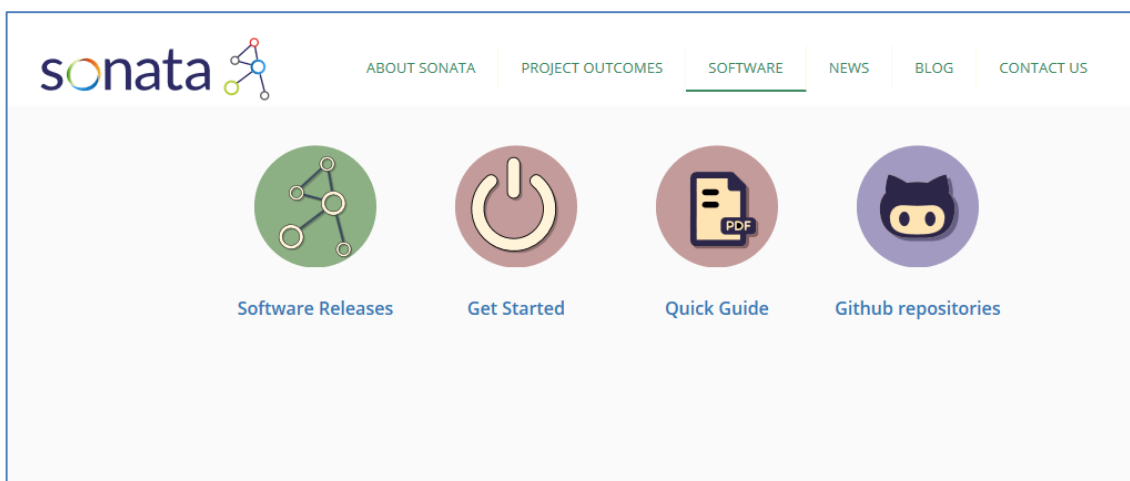 sonata
ABOUT SONATA PROJECT OUTCOMES SOFTWARE NEWS BLOG CONTACT US
PDF
Software Releases Get Started Quick Guide Github repositories